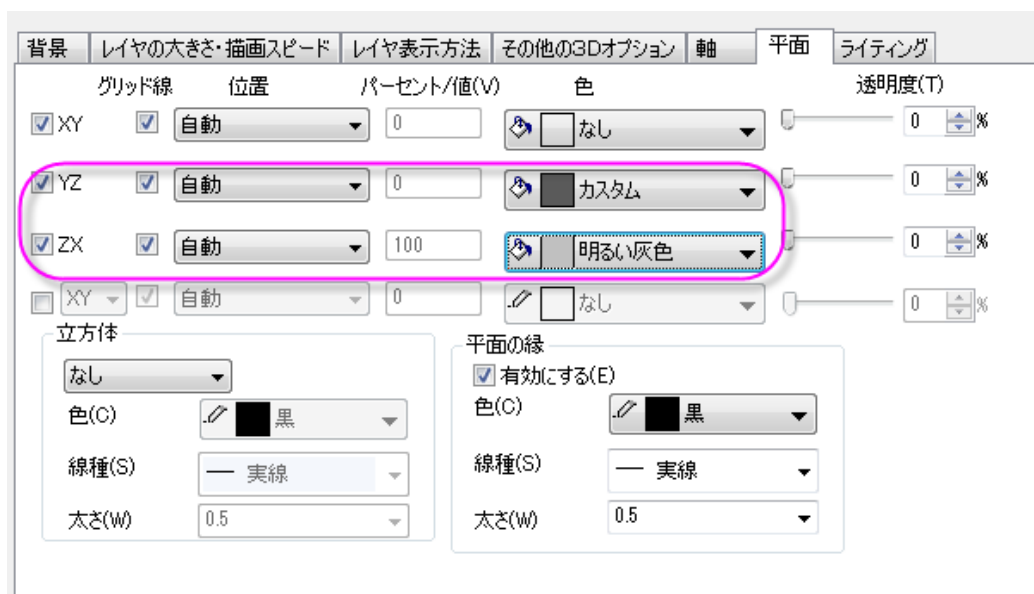 背景 レイヤの大きさ・描画スピード レイヤ表示方法 その他の3Dオプション 軸 平面 ライティング
グリッド線 位置 パーセント/値(V) 色 透明度(T)
XY 自動 0 なし 0 %
YZ 自動 0 カスタム 0 %
ZX 自動 100 明るい灰色 0 %
XY 自動 0 なし 0 %
立方体
なし
色(C) 黒
線種(S) 実線
太さ(W) 0.5
平面の縁
有効にする(E)
色(C) 黒
線種(S) 実線
太さ(W) 0.5